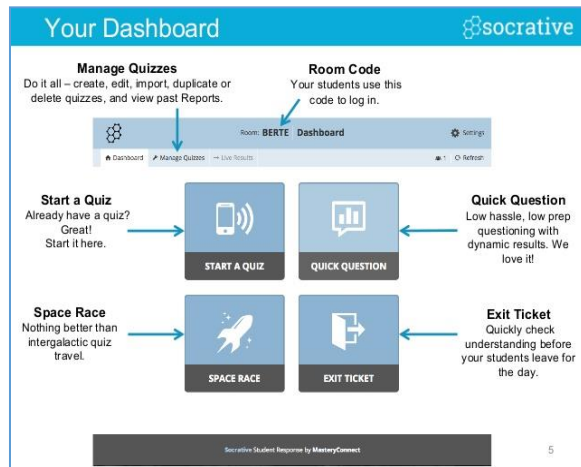 Your Dashboard
socrative
Manage Quizzes
Do it all – create, edit, import, duplicate or
delete quizzes, and view past Reports.
Room Code
Your students use this
code to log in.
Room: BERTE Dashboard
Settings
Dashboard
Manage Quizzes
Live Results
1
Refresh
Start a Quiz
Already have a quiz?
Great!
Start it here.
START A QUIZ
QUICK QUESTION
Quick Question
Low hassle, low prep
questioning with
dynamic results. We
love it!
Space Race
Nothing better than
intergalactic quiz
travel.
SPACE RACE
EXIT TICKET
Exit Ticket
Quickly check
understanding before
your students leave for
the day.
Socrative Student Response by MasteryConnect
5